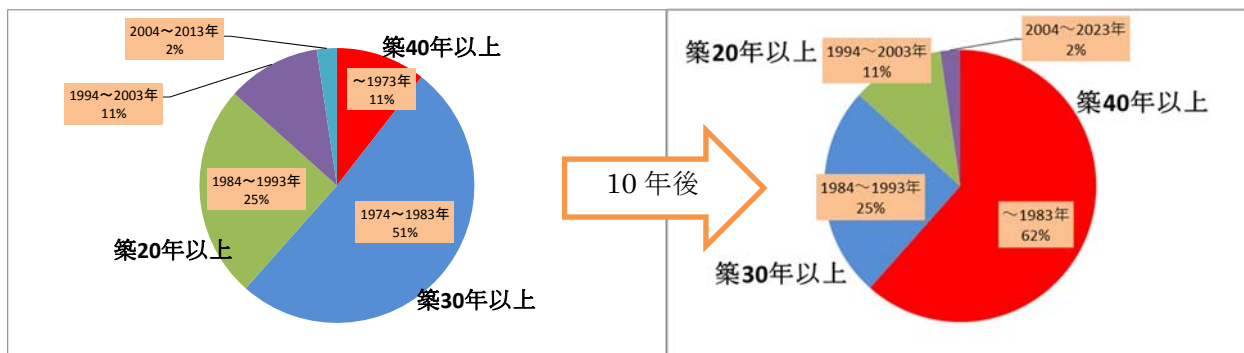 2004～2013年
2%
築40年以上
～1973年
11%
1994～2003年
11%
1984～1993年
25%
1974～1983年
51%
築20年以上
築30年以上
10年後
築20年以上
1994～2003年
11%
2004～2023年
2%
築40年以上
1984～1993年
25%
～1983年
62%
築30年以上